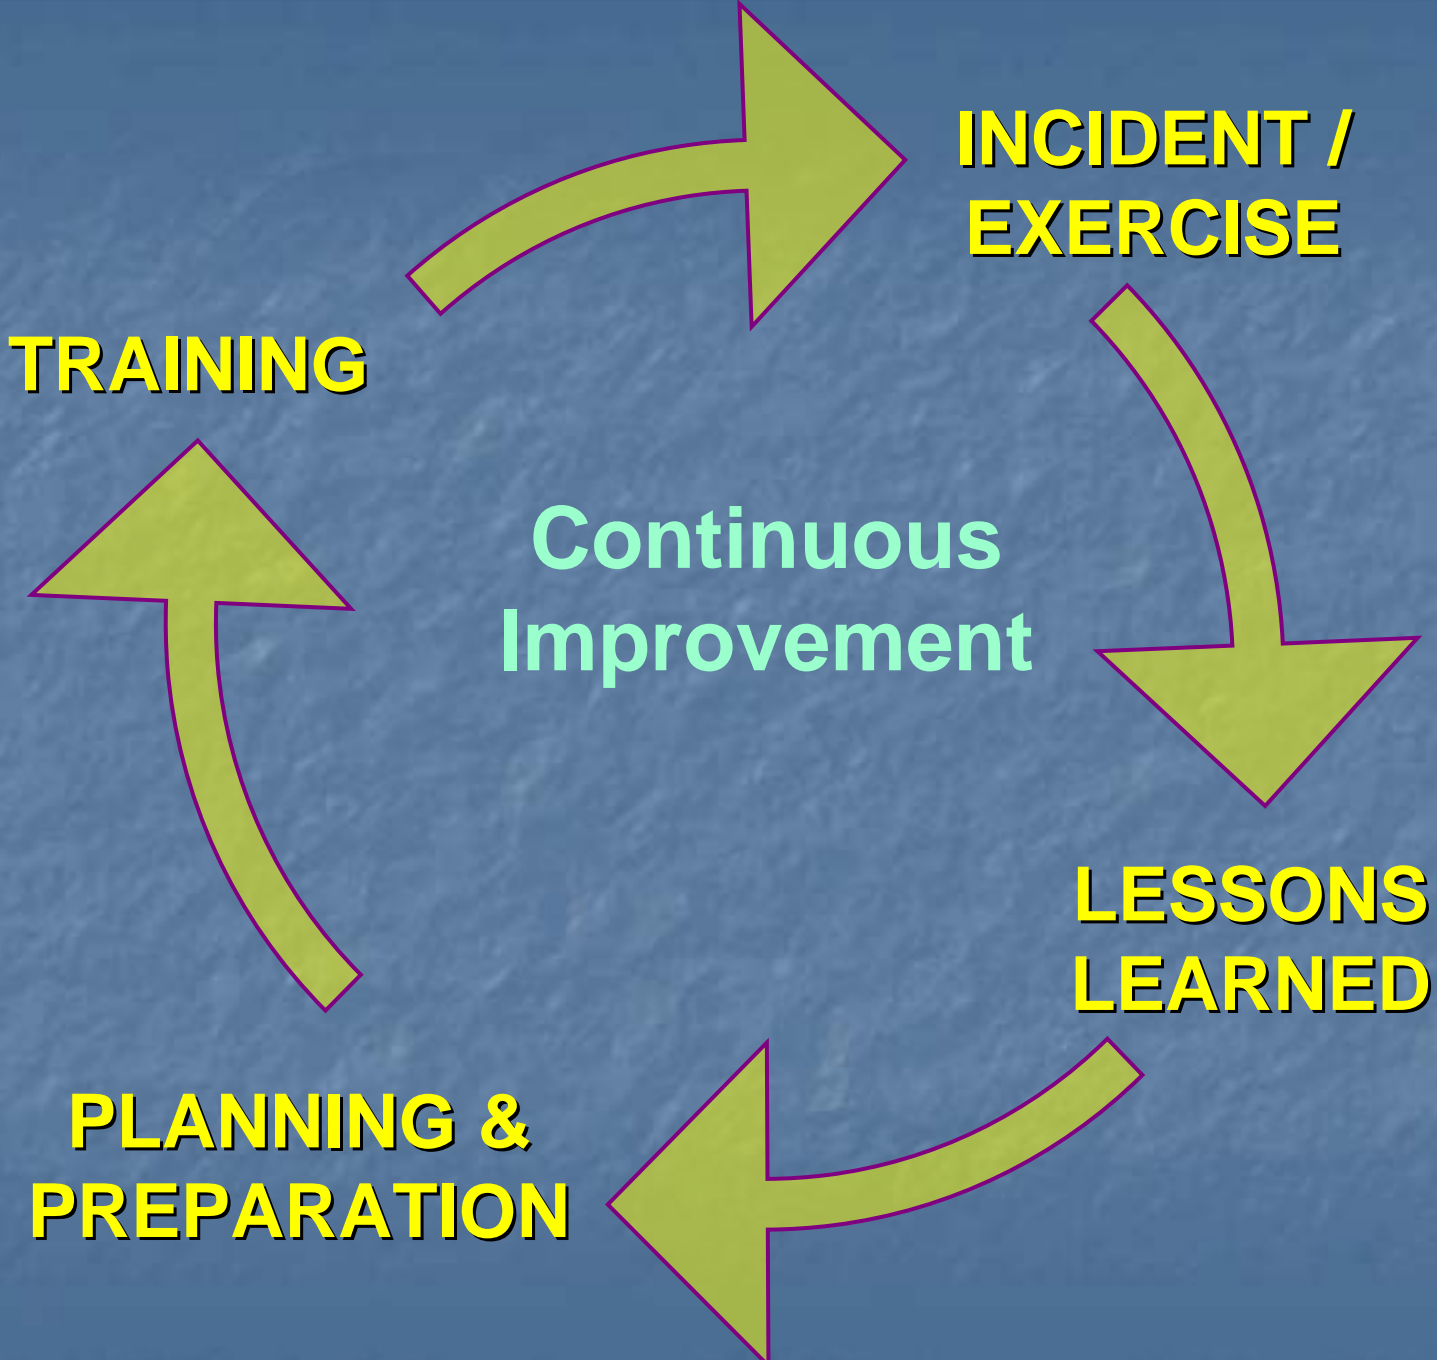 INCIDENT /
EXERCISE
TRAINING
Continuous
Improvement
LESSONS
LEARNED
PLANNING &
PREPARATION